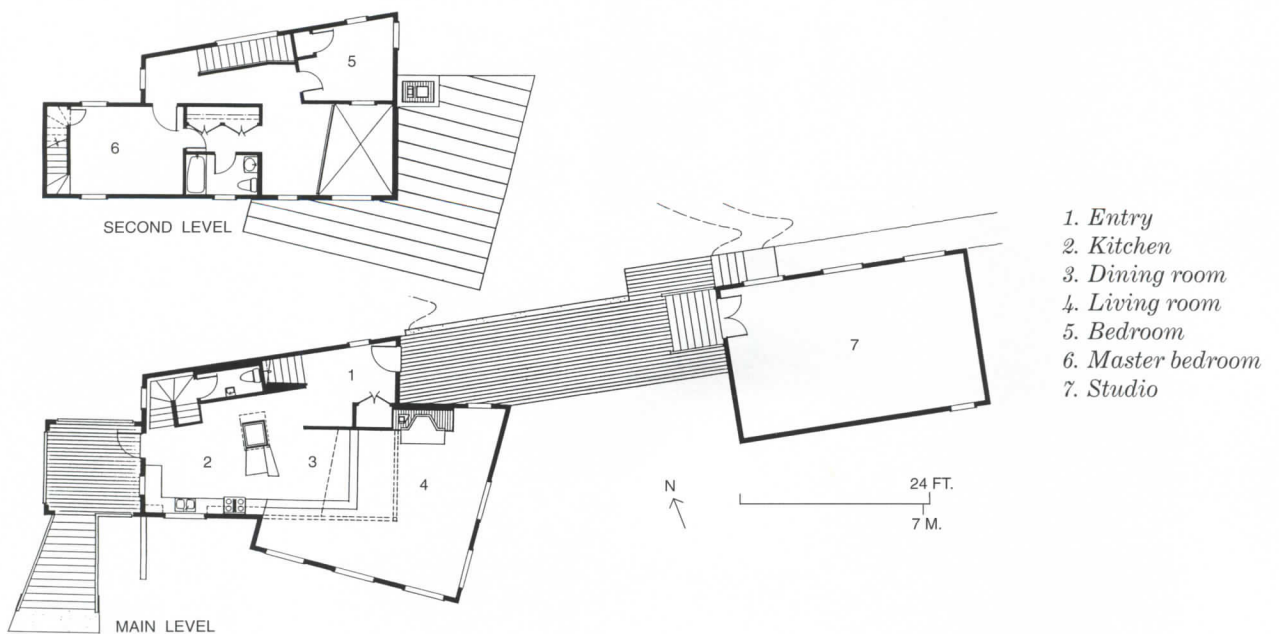 5
6
SECOND LEVEL
1. Entry
2. Kitchen
3. Dining room
4. Living room
5. Bedroom
6. Master bedroom
7. Studio
7
1
2
3
4
N
24 FT.
7 M.
MAIN LEVEL